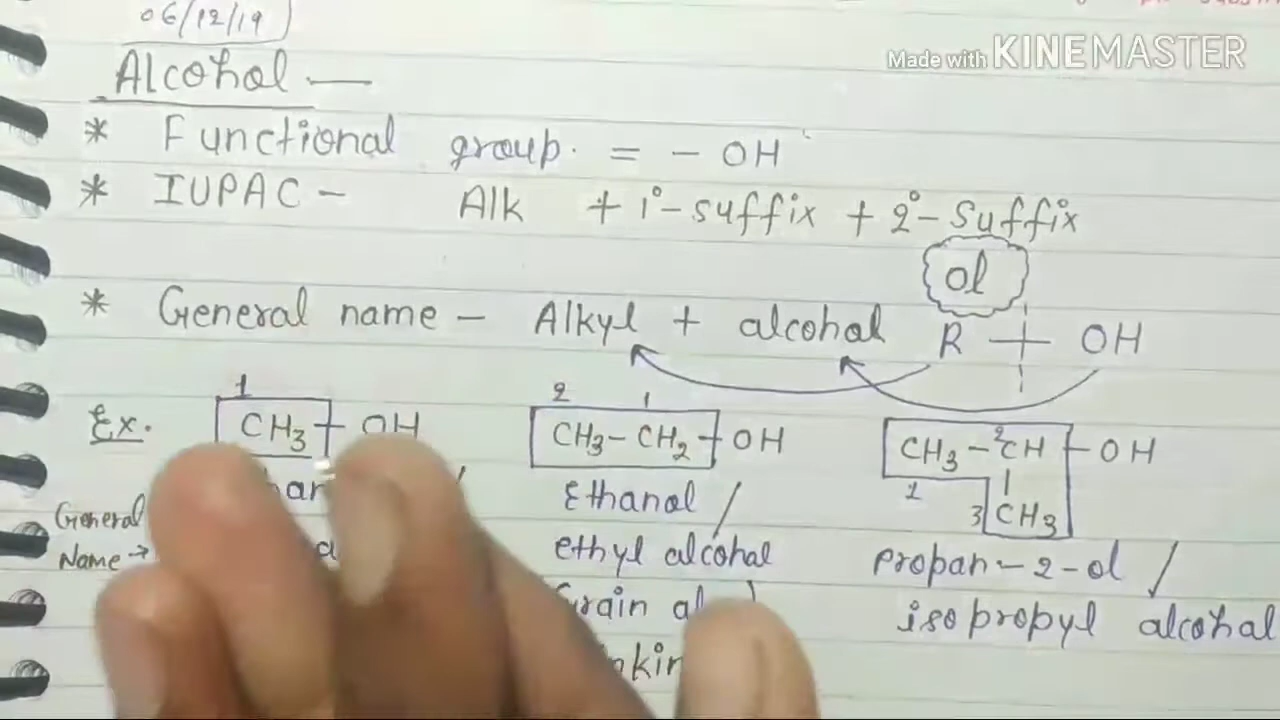 06/12/19
Made with KINEMASTER
Alcohol —
* Functional group. = - OH
* IUPAC - Alk + 1°-suffix + 2°-Suffix
ol
* General name - Alkyl + alcohol R + OH
1 2 1
Ex. CH3 - OH CH3 - CH2 - OH CH3 - 2CH - OH
1
3 CH3
General Ethanol /
Name → ethyl alcohol propan-2-ol /
Grain isopropyl alcohol